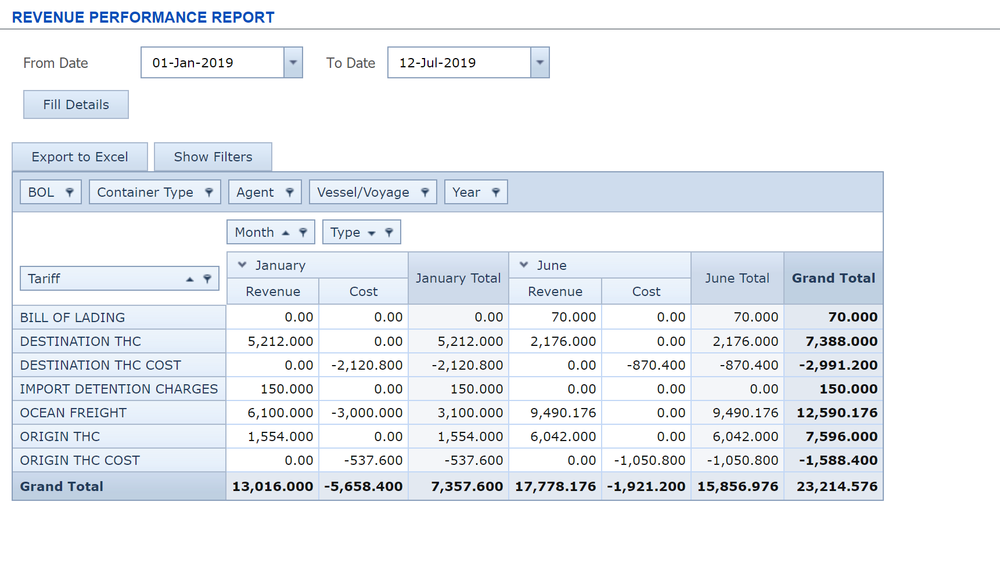 REVENUE PERFORMANCE REPORT
From Date 01-Jan-2019 To Date 12-Jul-2019
Fill Details
Export to Excel Show Filters
BOL Container Type Agent Vessel/Voyage Year
Month Type
Tariff
January January Total June June Total Grand Total
Revenue Cost Revenue Cost
BILL OF LADING 0.00 0.00 0.00 70.000 0.00 70.000 70.000
DESTINATION THC 5,212.000 0.00 5,212.000 2,176.000 0.00 2,176.000 7,388.000
DESTINATION THC COST 0.00 -2,120.800 -2,120.800 0.00 -870.400 -870.400 -2,991.200
IMPORT DETENTION CHARGES 150.000 0.00 150.000 0.00 0.00 0.00 150.000
OCEAN FREIGHT 6,100.000 -3,000.000 3,100.000 9,490.176 0.00 9,490.176 12,590.176
ORIGIN THC 1,554.000 0.00 1,554.000 6,042.000 0.00 6,042.000 7,596.000
ORIGIN THC COST 0.00 -537.600 -537.600 0.00 -1,050.800 -1,050.800 -1,588.400
Grand Total 13,016.000 -5,658.400 7,357.600 17,778.176 -1,921.200 15,856.976 23,214.576